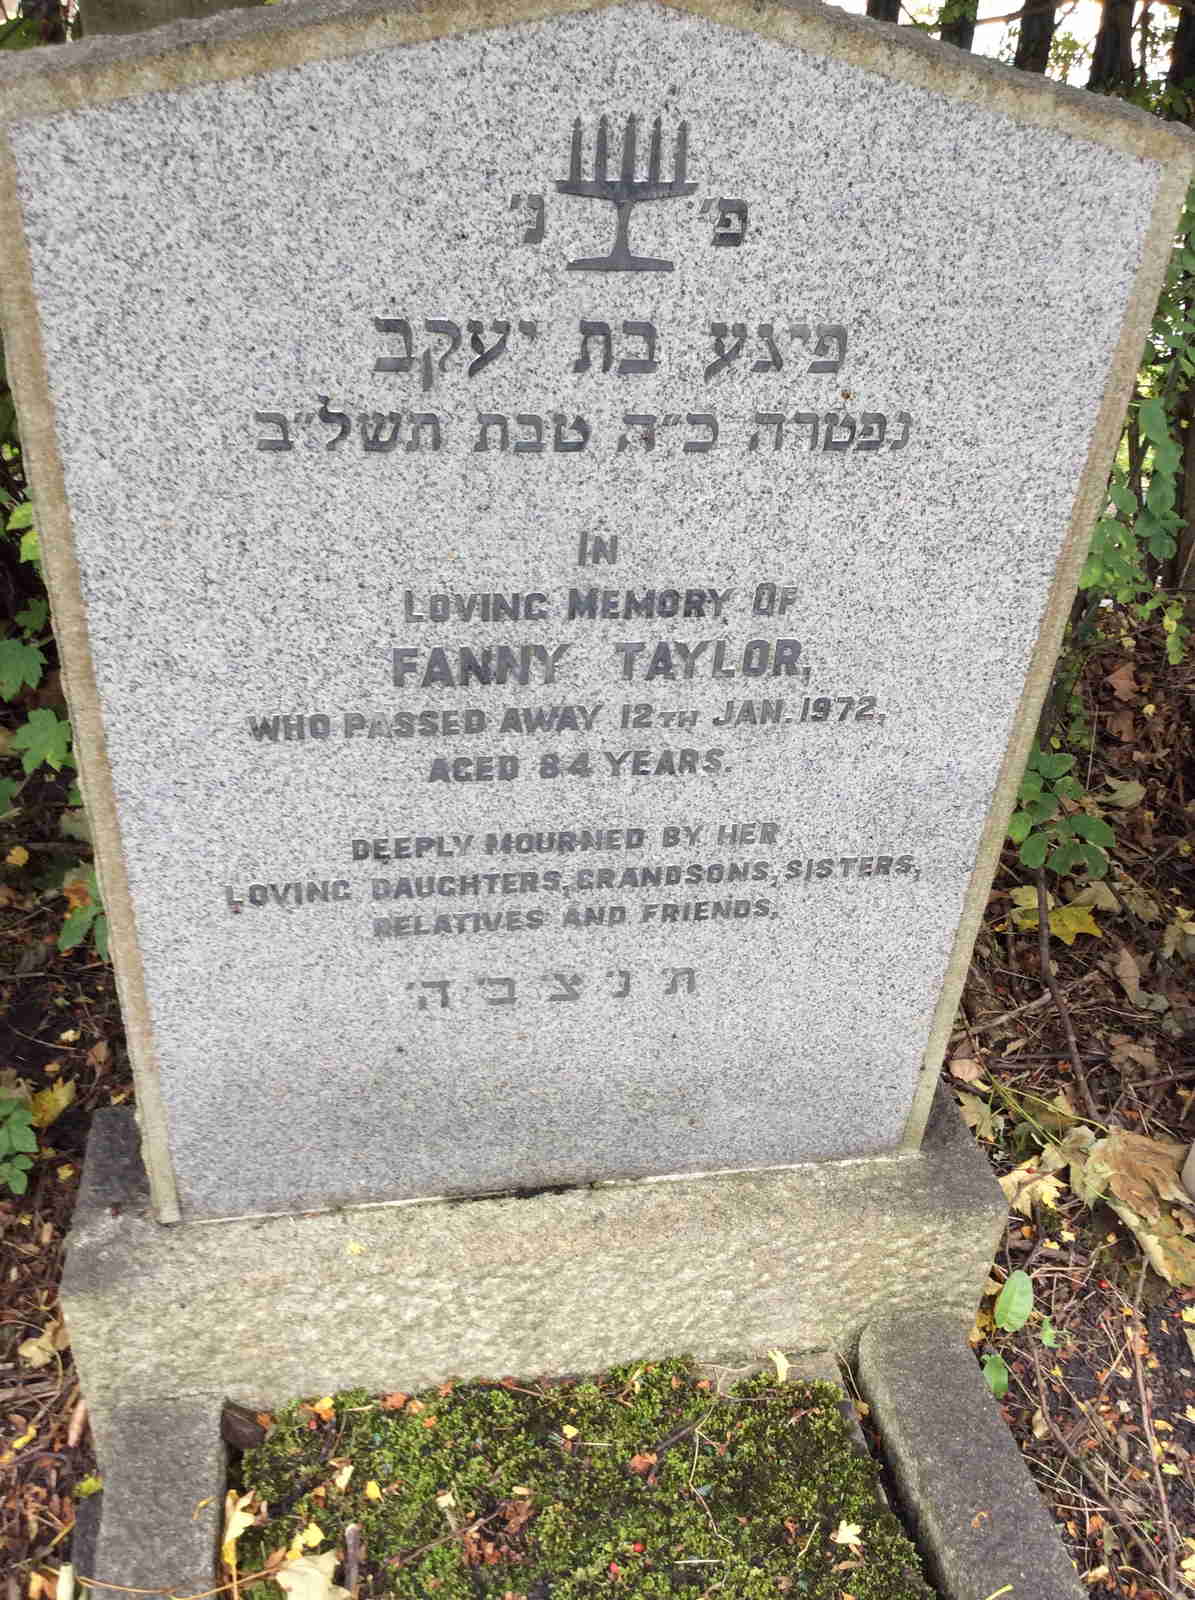 פ׳ נ׳
פיגע בת יעקב
נפטרה כ״ה טבת תשל״ב
IN
LOVING MEMORY OF
FANNY TAYLOR,
WHO PASSED AWAY 12TH JAN. 1972,
AGED 84 YEARS.
DEEPLY MOURNED BY HER
LOVING DAUGHTERS, GRANDSONS, SISTERS,
RELATIVES AND FRIENDS.
ת נ צ ב׳ ה׳